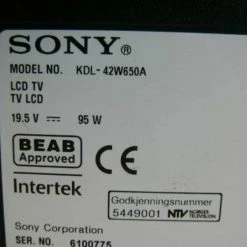 SONY®
MODEL NO. KDL-42W650A
LCD TV
TV LCD
19.5 V ⎓ 95 W
BEAB
Approved
CE
Intertek
Godkjenningsnummer
5449001 NTV NORGES
TELEVISION
Sony Corporation
SER. NO. 6100775